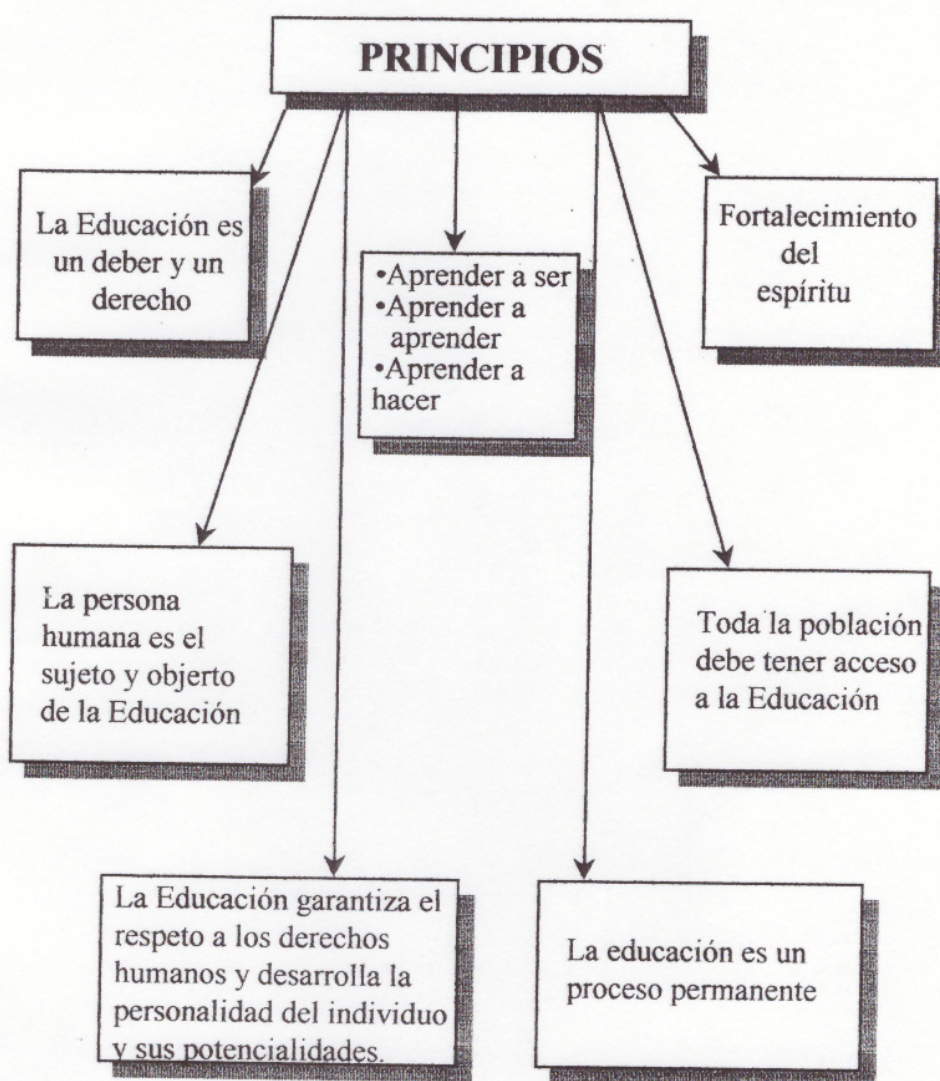 PRINCIPIOS
La Educación es
un deber y un
derecho
•Aprender a ser
•Aprender a
aprender
•Aprender a
hacer
Fortalecimiento
del
espíritu
La persona
humana es el
sujeto y objerto
de la Educación
Toda la población
debe tener acceso
a la Educación
La Educación garantiza el
respeto a los derechos
humanos y desarrolla la
personalidad del individuo
y sus potencialidades.
La educación es un
proceso permanente